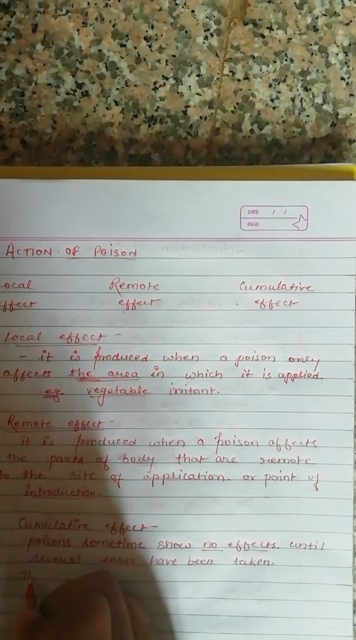 DATE / /
PAGE
ACTION OF POISON
ocal Remote Cumulative
ffect effect effect
Local effect -
- it is produced when a poison only
affects the area in which it is applied.
eg vegetable irritant.
Remote effect -
it is produced when a poison affects
the parts of body that are remote
to the site of application or point of
introduction.
Cumulative effect -
poisons sometime show no effects until
several doses have been taken.
Th